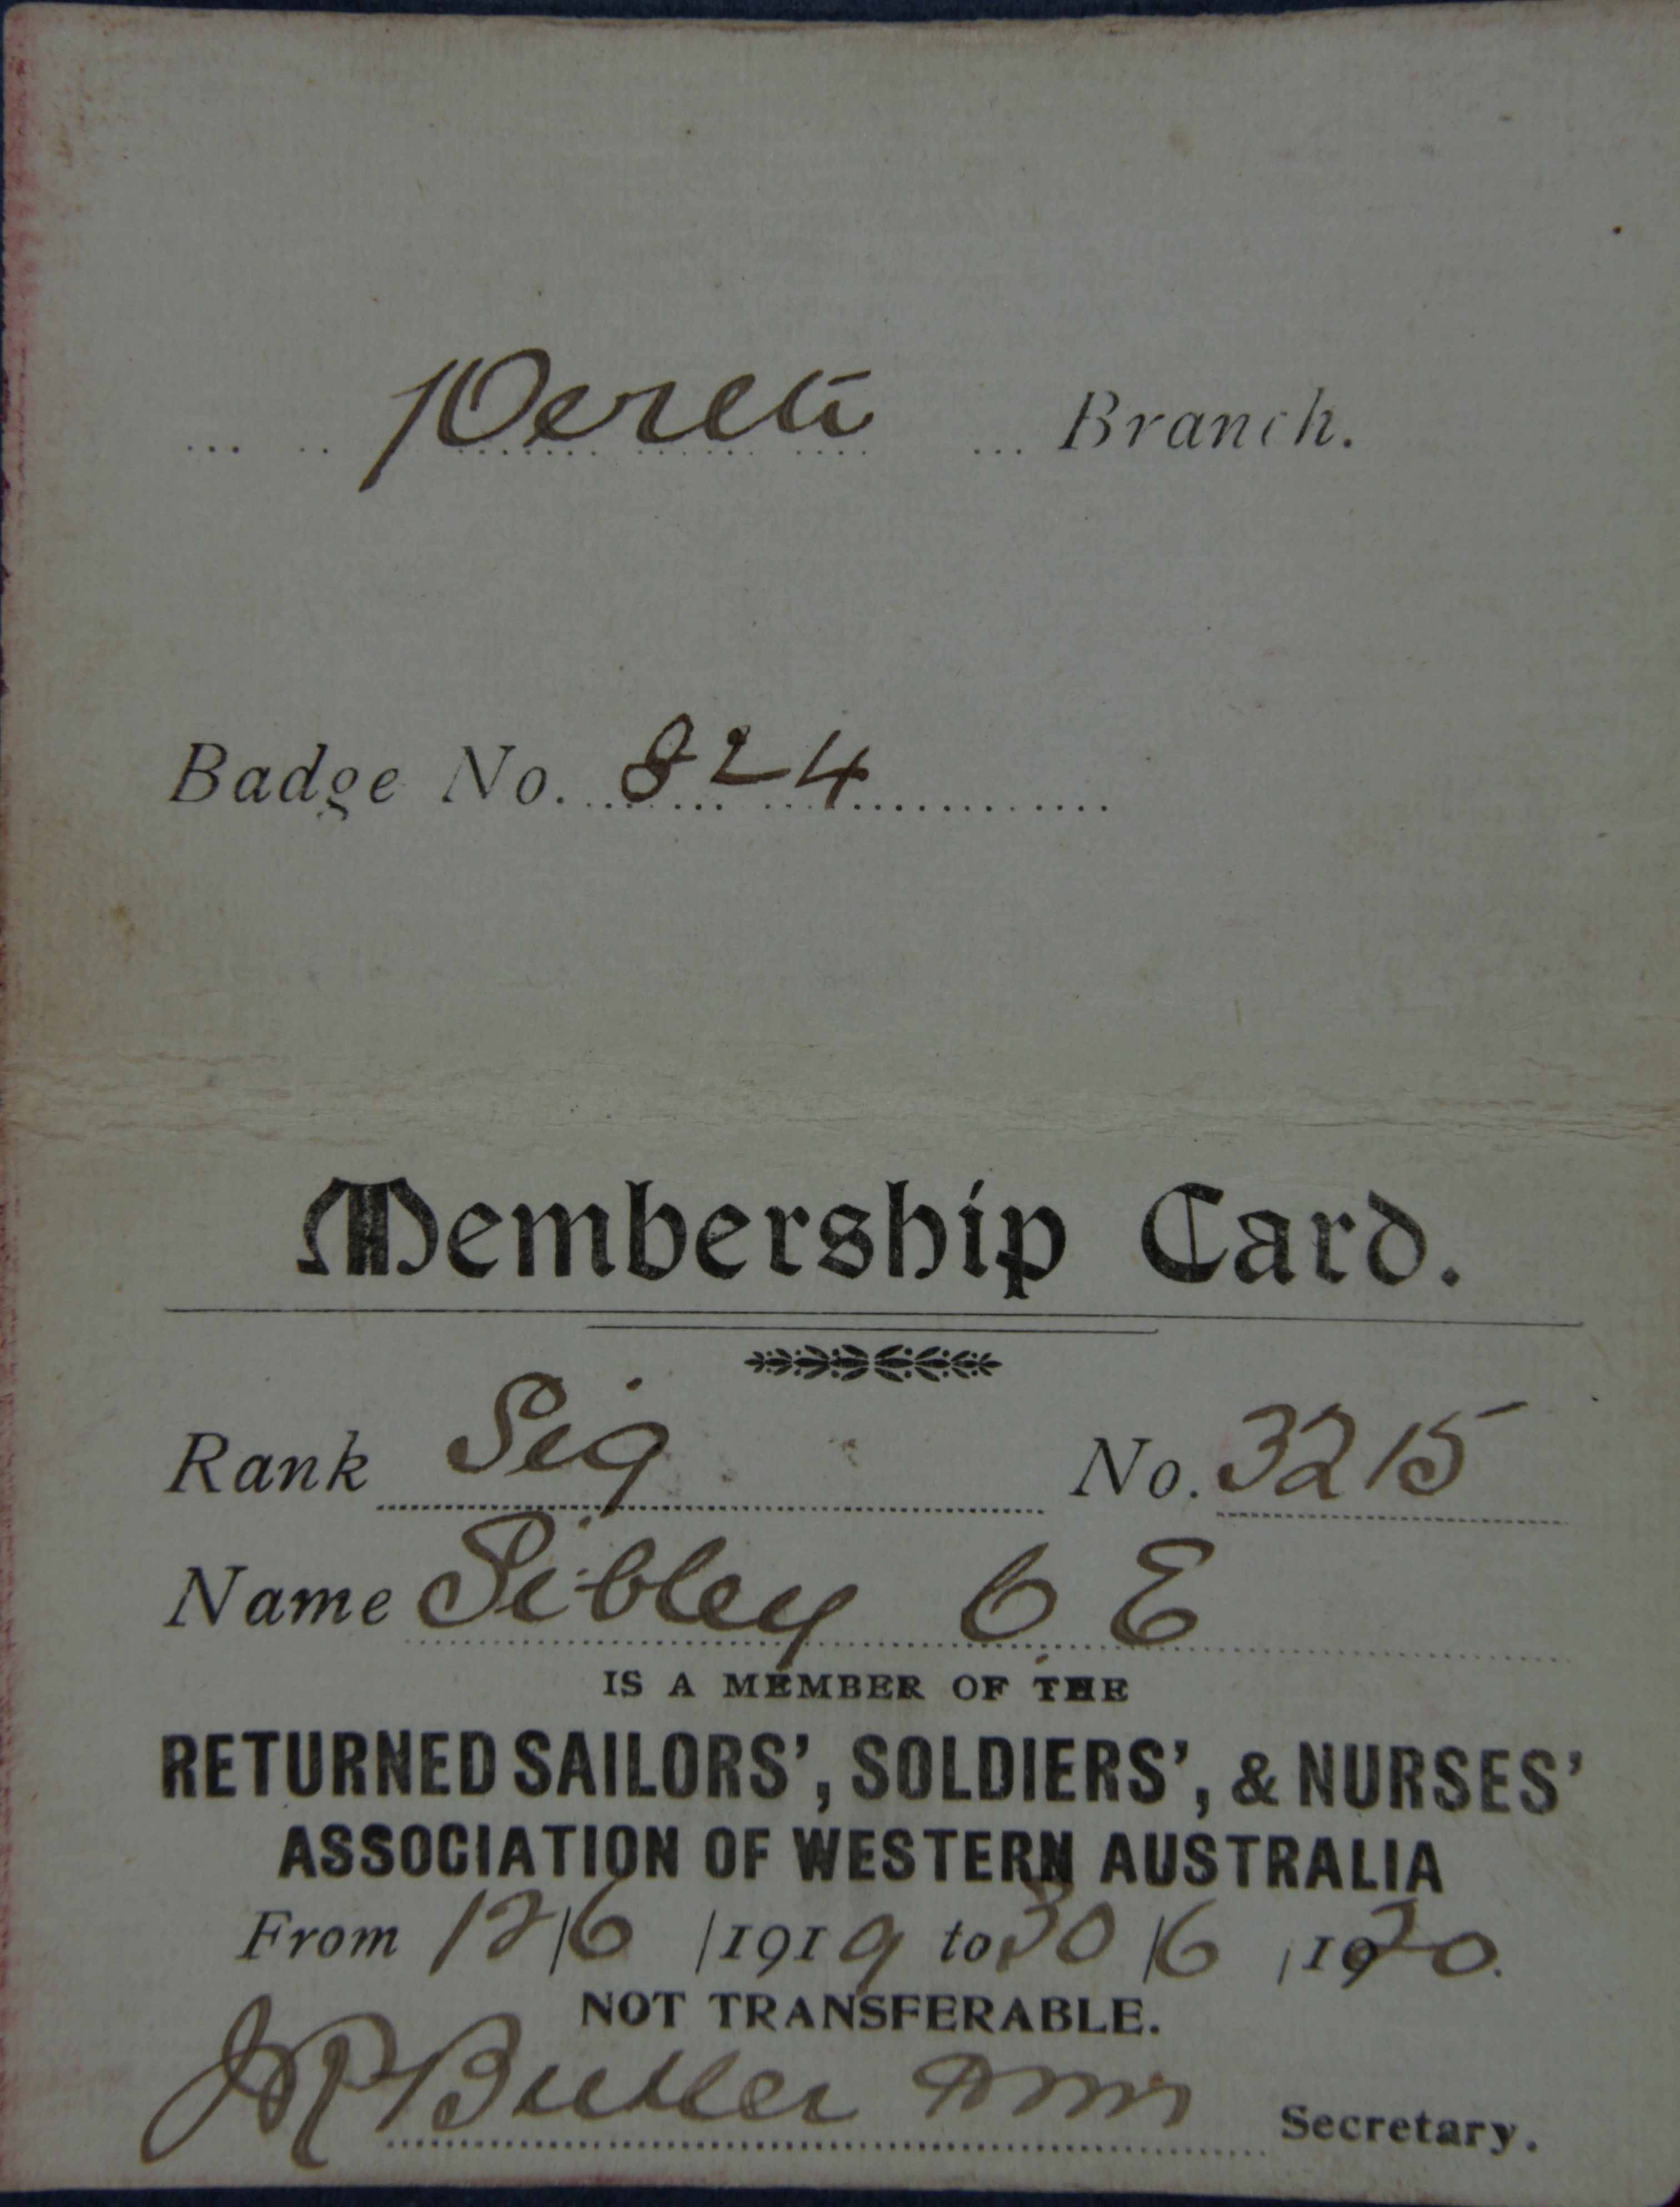 Perth Branch.
Badge No. 824
Membership Card.
Rank Sig No. 3215
Name Sibley C E
IS A MEMBER OF THE
RETURNED SAILORS', SOLDIERS', & NURSES'
ASSOCIATION OF WESTERN AUSTRALIA
From 12/6/1919 to 30/6/1920.
NOT TRANSFERABLE.
Butler Secretary.